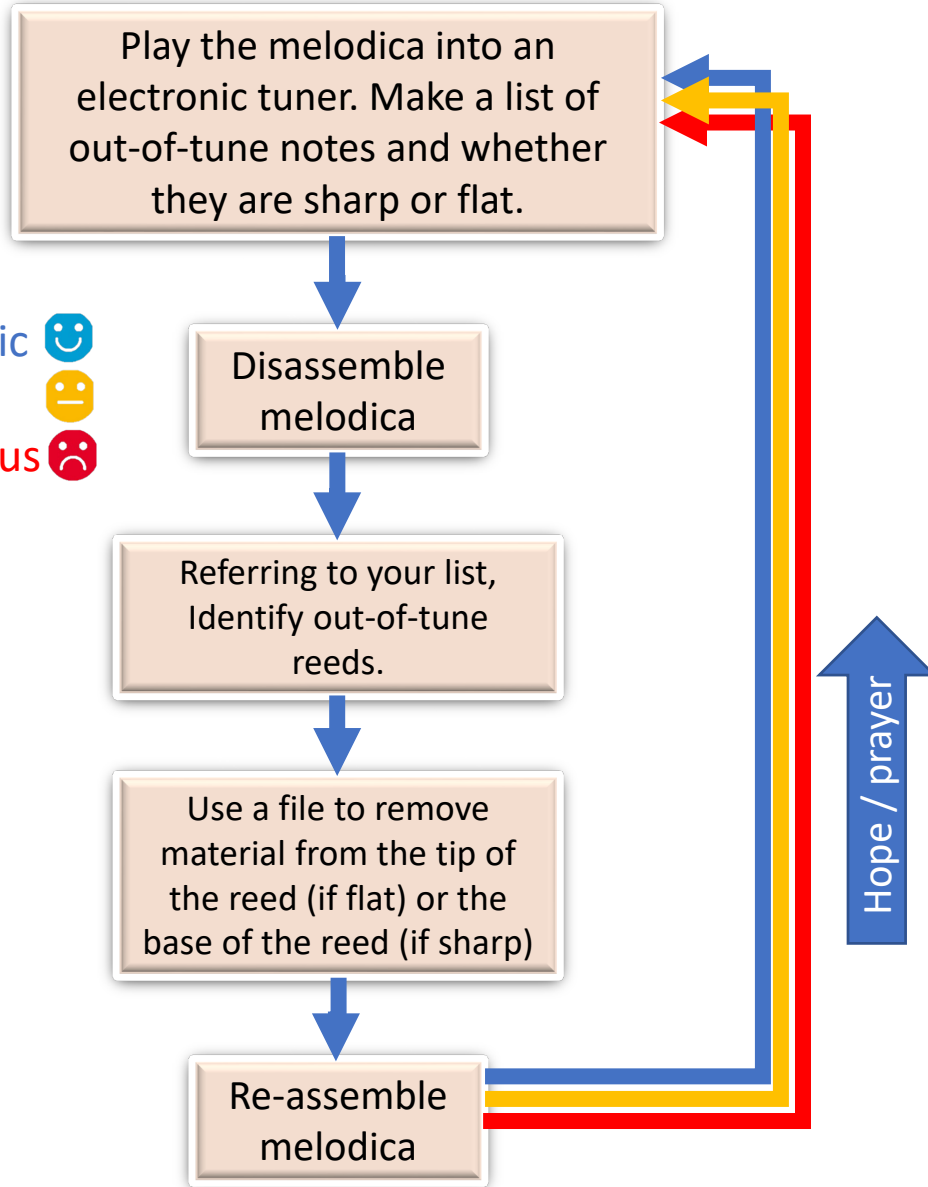 Play the melodica into an
electronic tuner. Make a list of
out-of-tune notes and whether
they are sharp or flat.
ic
us
Disassemble
melodica
Referring to your list,
Identify out-of-tune
reeds.
Use a file to remove
material from the tip of
the reed (if flat) or the
base of the reed (if sharp)
Re-assemble
melodica
Hope / prayer